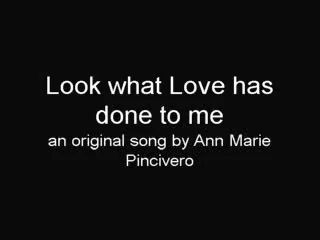 Look what Love has
done to me
an original song by Ann Marie
Pincivero